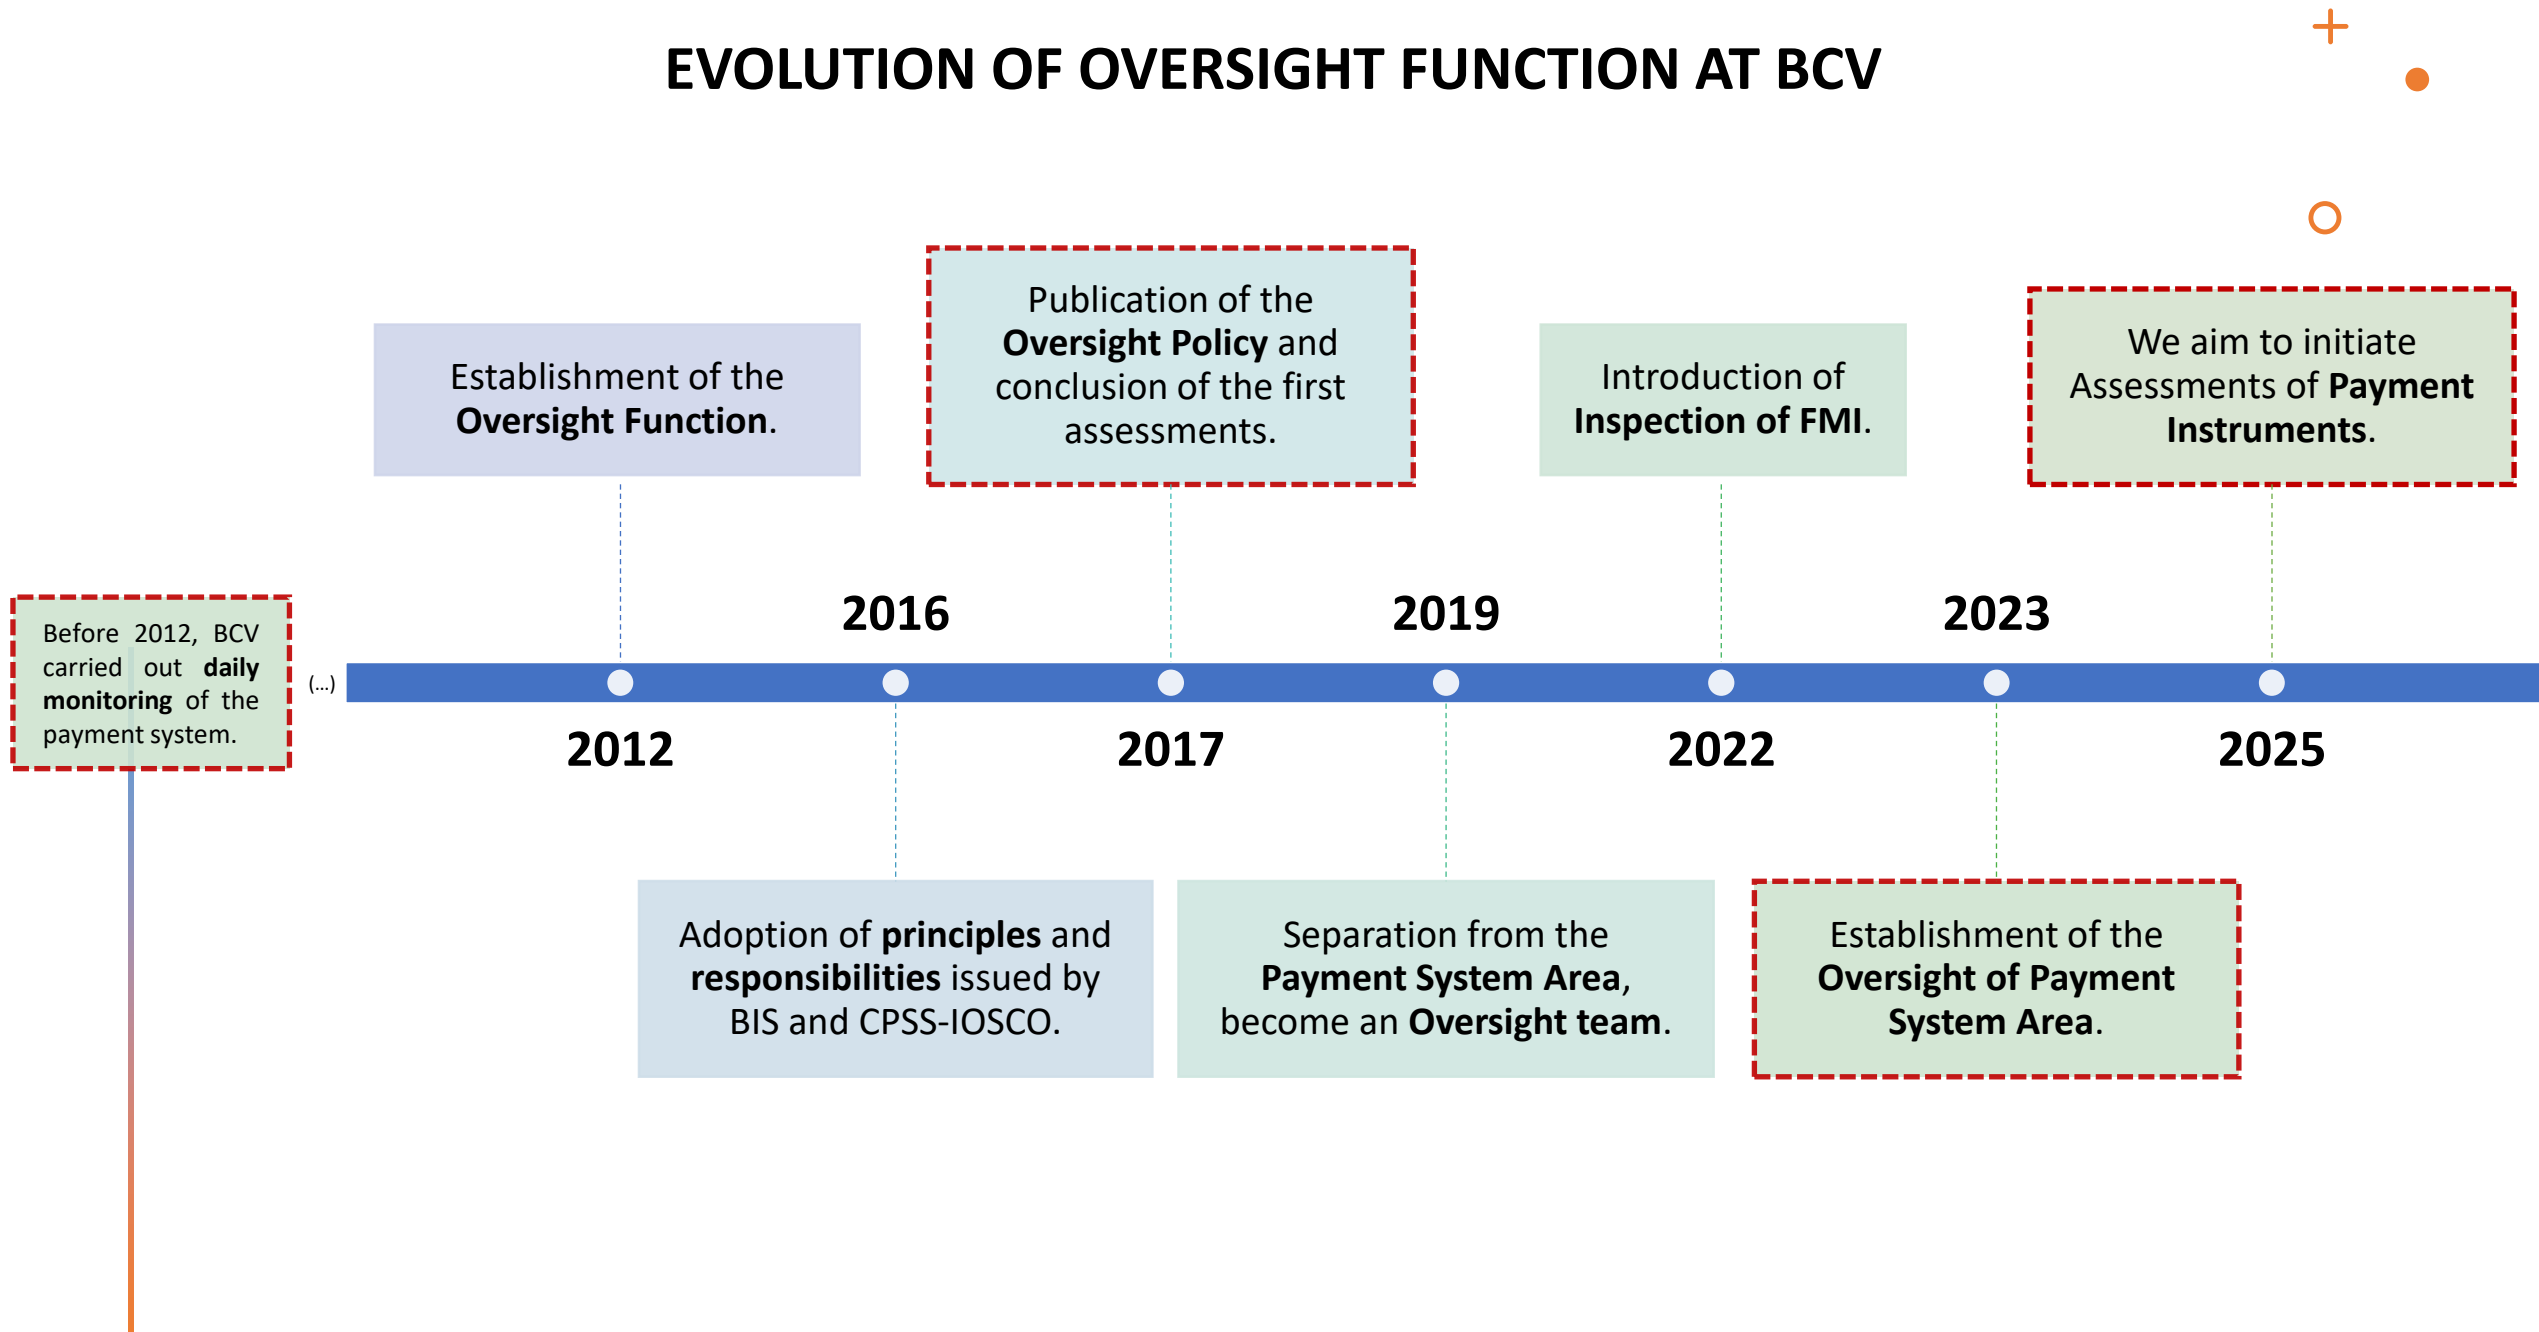 EVOLUTION OF OVERSIGHT FUNCTION AT BCV
Before 2012, BCV
carried out daily
monitoring of the
payment system.
(...)
Establishment of the
Oversight Function.
2012
2016
Adoption of principles and
responsibilities issued by
BIS and CPSS-IOSCO.
Publication of the
Oversight Policy and
conclusion of the first
assessments.
2017
2019
Separation from the
Payment System Area,
become an Oversight team.
Introduction of
Inspection of FMI.
2022
2023
Establishment of the
Oversight of Payment
System Area.
We aim to initiate
Assessments of Payment
Instruments.
2025